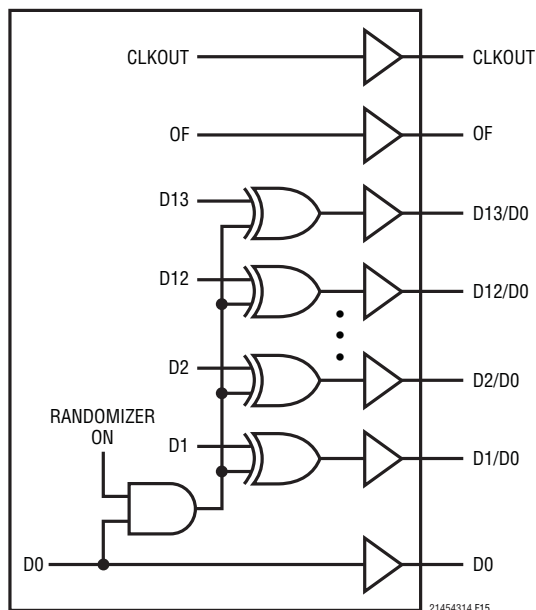 CLKOUT
CLKOUT
OF
OF
D13
D13/D0
D12
D12/D0
D2
D2/D0
RANDOMIZER
ON
D1
D1/D0
D0
D0
21454314 F15